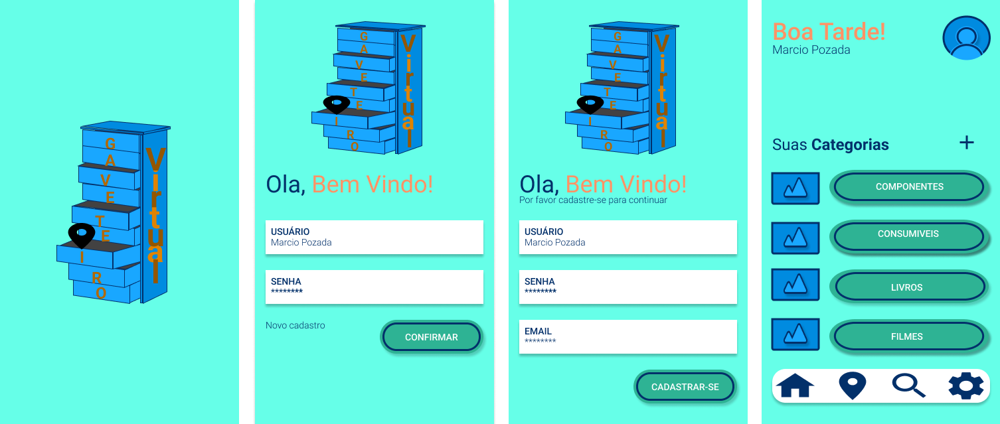 G
A
V
E
T
E
I
R
O
Virtual
G
A
V
E
T
E
I
R
O
Virtual
Ola, Bem Vindo!
USUÁRIO
Marcio Pozada
SENHA
********
Novo cadastro
CONFIRMAR
G
A
V
E
T
E
I
R
O
Virtual
Ola, Bem Vindo!
Por favor cadastre-se para continuar
USUÁRIO
Marcio Pozada
SENHA
********
EMAIL
********
CADASTRAR-SE
Boa Tarde!
Marcio Pozada
Suas Categorias +
COMPONENTES
CONSUMIVEIS
LIVROS
FILMES